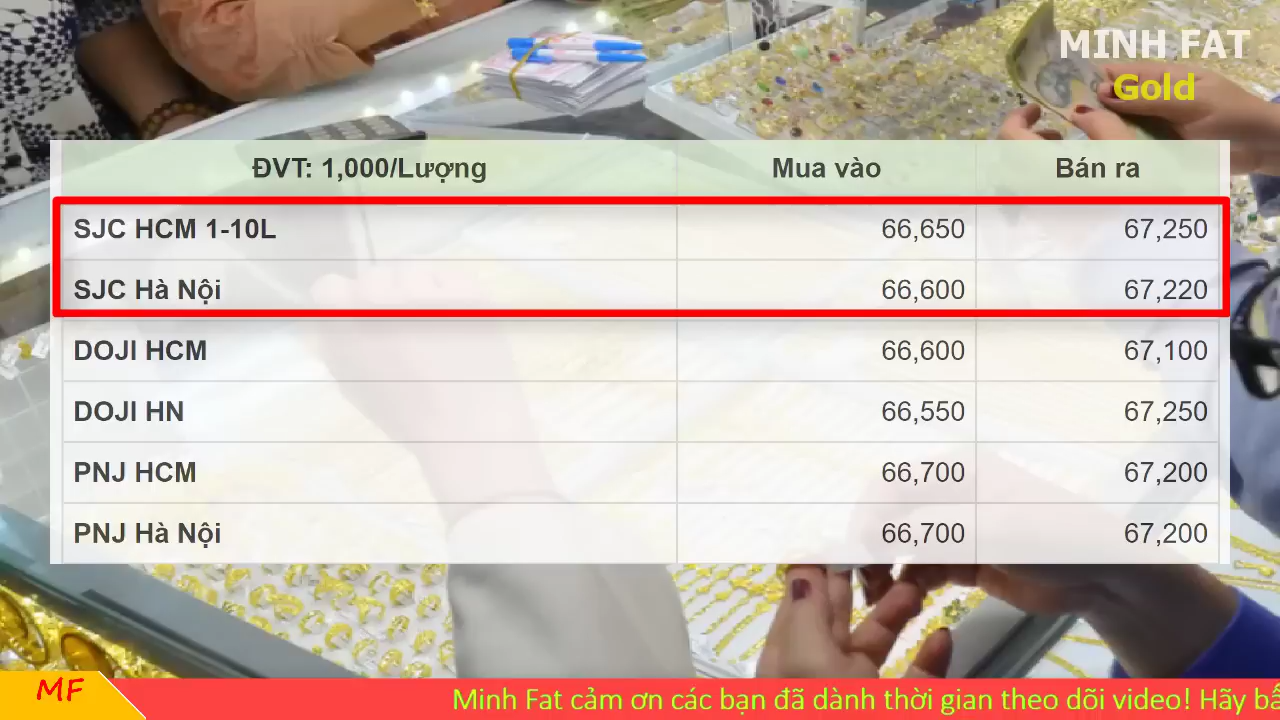 MINH FAT
Gold
ĐVT: 1,000/Lượng Mua vào Bán ra
SJC HCM 1-10L 66,650 67,250
SJC Hà Nội 66,600 67,220
DOJI HCM 66,600 67,100
DOJI HN 66,550 67,250
PNJ HCM 66,700 67,200
PNJ Hà Nội 66,700 67,200
MF Minh Fat cảm ơn các bạn đã dành thời gian theo dõi video! Hãy